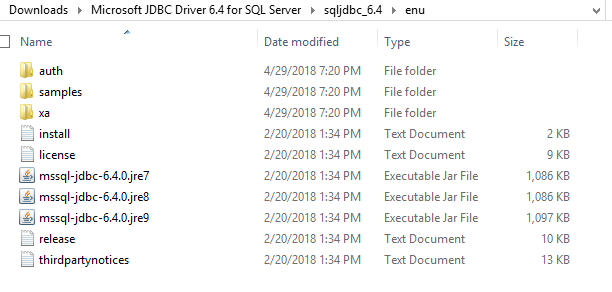 Downloads › Microsoft JDBC Driver 6.4 for SQL Server › sqljdbc_6.4 › enu
Name Date modified Type Size
auth 4/29/2018 7:20 PM File folder
samples 4/29/2018 7:20 PM File folder
xa 4/29/2018 7:20 PM File folder
install 2/20/2018 1:34 PM Text Document 2 KB
license 2/20/2018 1:34 PM Text Document 9 KB
mssql-jdbc-6.4.0.jre7 2/20/2018 1:34 PM Executable Jar File 1,086 KB
mssql-jdbc-6.4.0.jre8 2/20/2018 1:34 PM Executable Jar File 1,086 KB
mssql-jdbc-6.4.0.jre9 2/20/2018 1:34 PM Executable Jar File 1,097 KB
release 2/20/2018 1:34 PM Text Document 10 KB
thirdpartynotices 2/20/2018 1:34 PM Text Document 13 KB